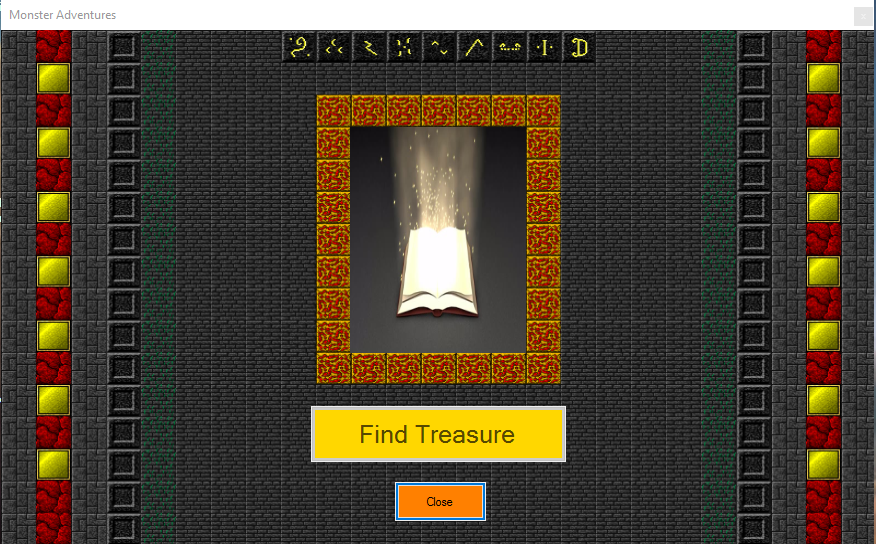 Monster Adventures
Find Treasure
Close